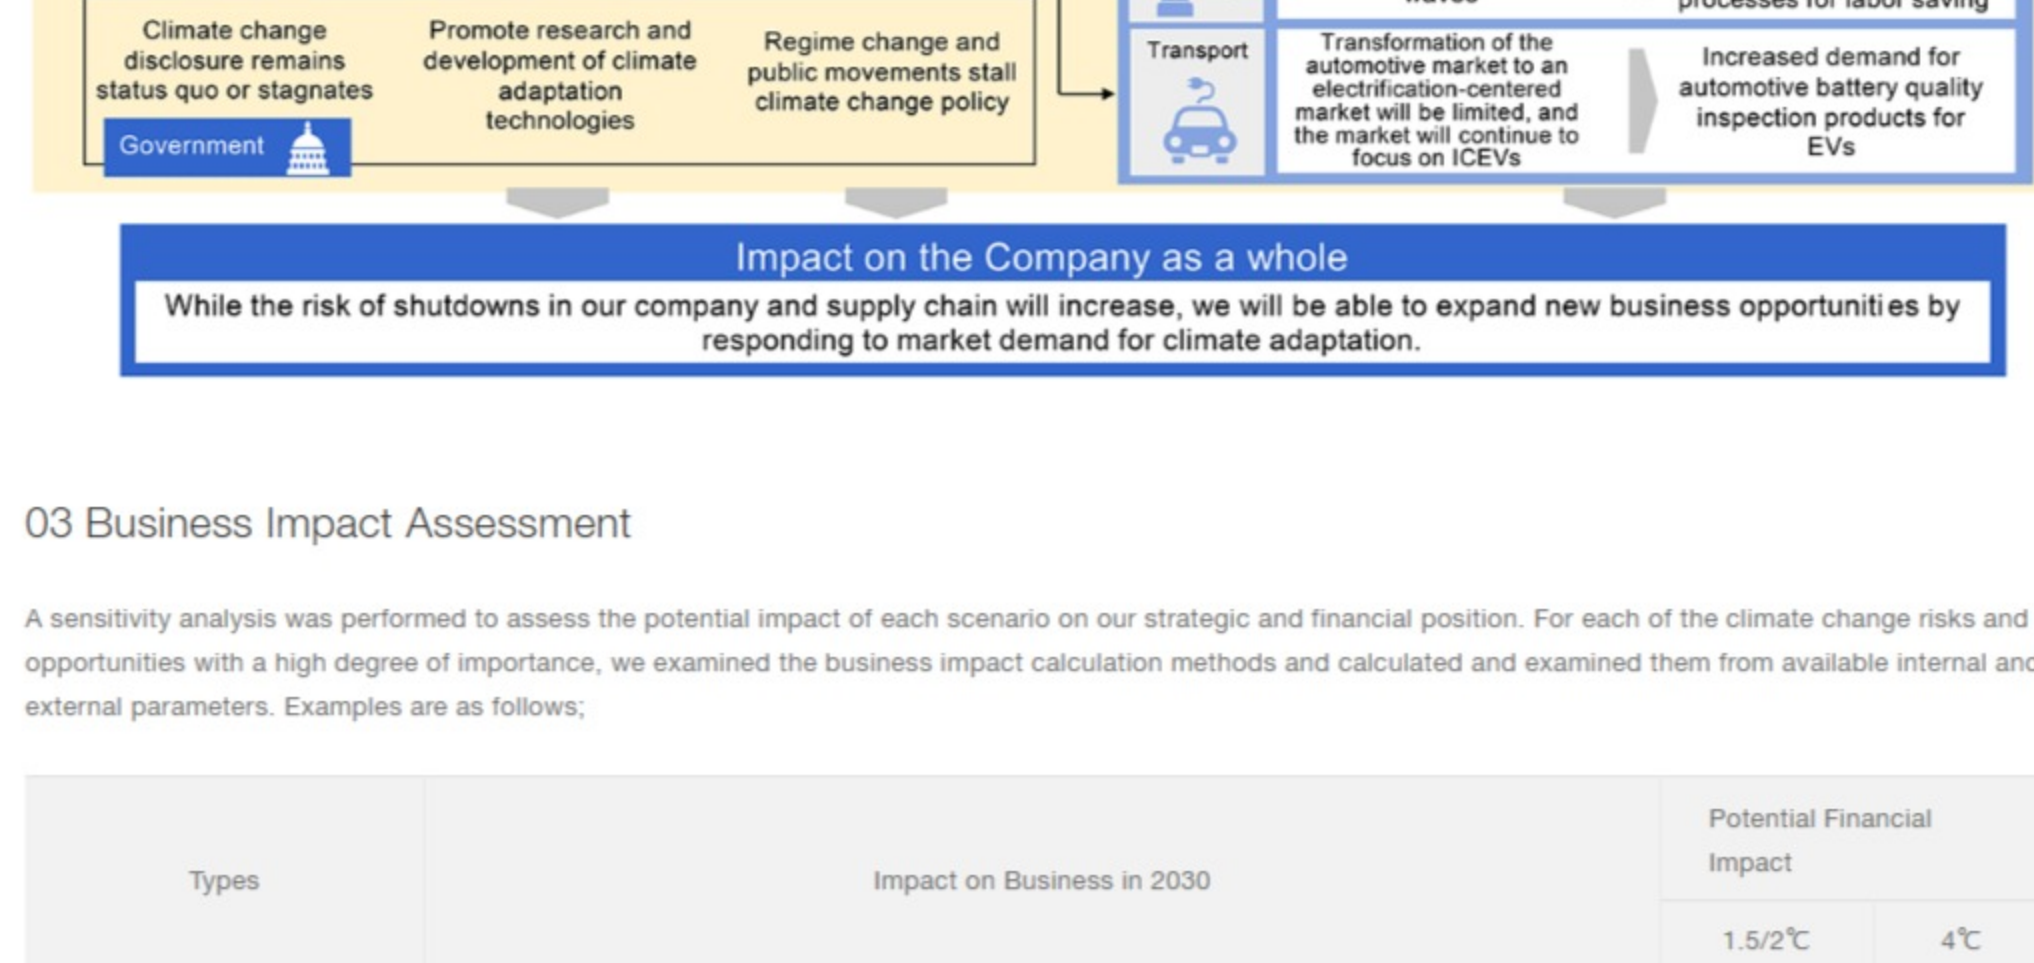 Climate change
disclosure remains
status quo or stagnates
Promote research and
development of climate
adaptation
technologies
Regime change and
public movements stall
climate change policy
Government
processes for labor saving
Transport
Transformation of the
automotive market to an
electrification-centered
market will be limited, and
the market will continue to
focus on ICEVs
Increased demand for
automotive battery quality
inspection products for
EVs
Impact on the Company as a whole
While the risk of shutdowns in our company and supply chain will increase, we will be able to expand new business opportunities by
responding to market demand for climate adaptation.
03 Business Impact Assessment
A sensitivity analysis was performed to assess the potential impact of each scenario on our strategic and financial position. For each of the climate change risks and
opportunities with a high degree of importance, we examined the business impact calculation methods and calculated and examined them from available internal and
external parameters. Examples are as follows;
Types
Impact on Business in 2030
Potential Financial
Impact
1.5/2℃
4℃